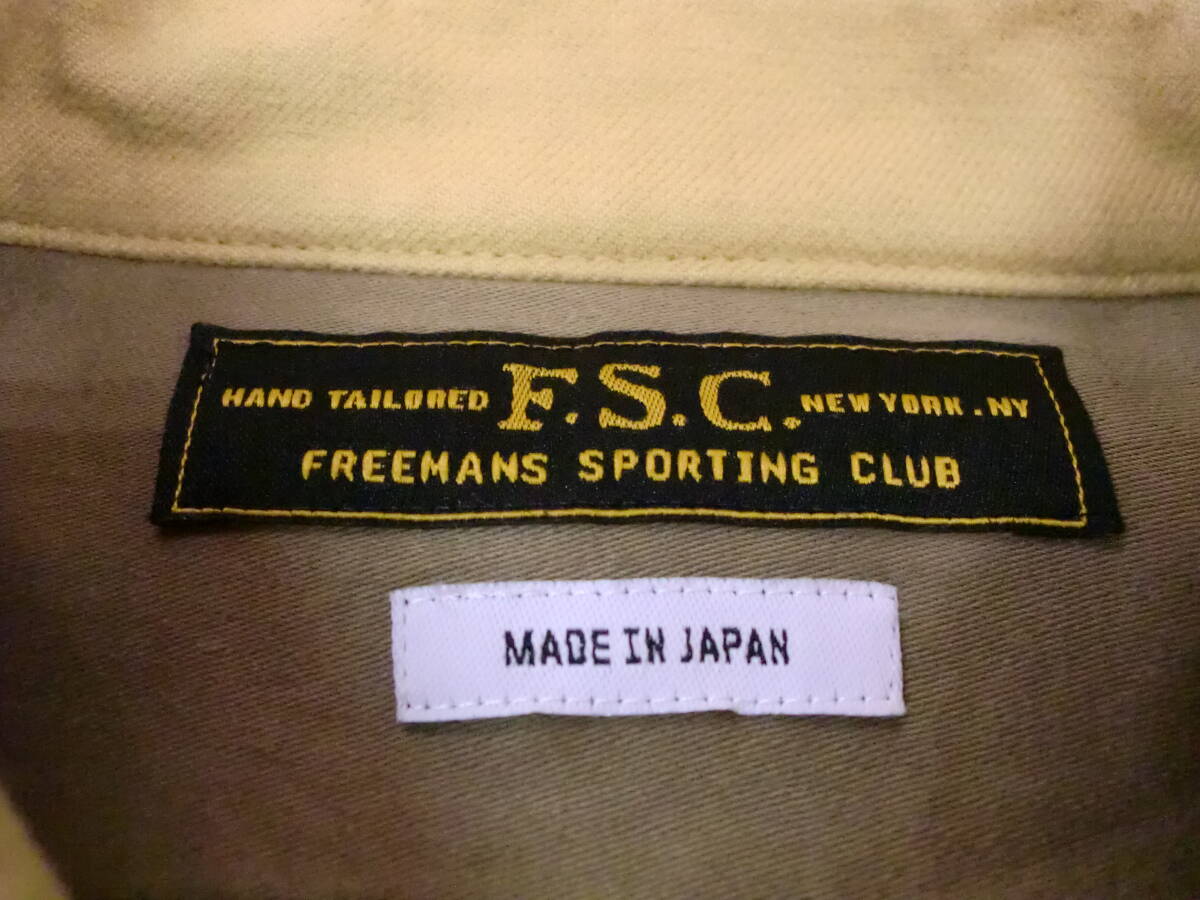 HAND TAILORED F.S.C. NEW YORK . NY
FREEMANS SPORTING CLUB
MADE IN JAPAN